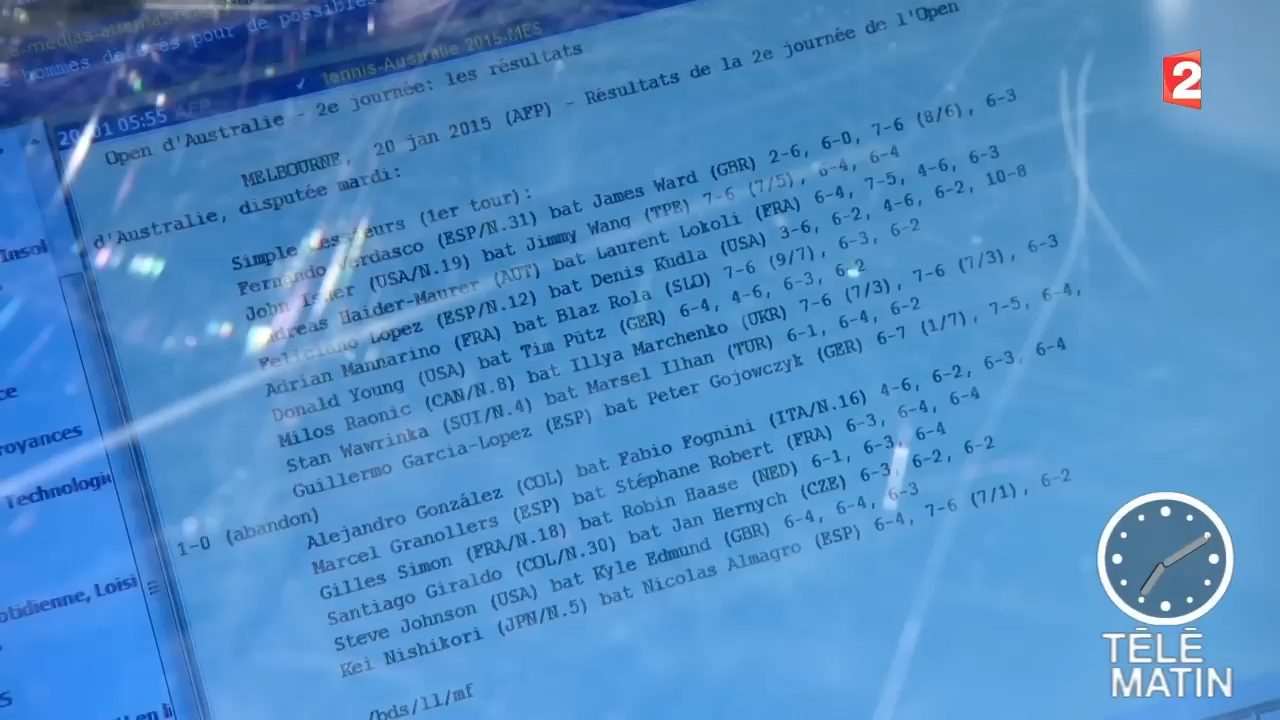 s-medias-attentat
hommes de pour de possibles
tennis-Australie 2015-MES
20/01 05:55 AFP
Open d'Australie - 2e journée: les résultats
MELBOURNE, 20 jan 2015 (AFP) - Résultats de la 2e journée de l'Open
d'Australie, disputée mardi:
Simple messieurs (1er tour):
Fernando Verdasco (ESP/N.31) bat James Ward (GBR) 2-6, 6-0, 7-6 (8/6), 6-3
John Isner (USA/N.19) bat Jimmy Wang (TPE) 7-6 (7/5), 6-4, 6-4
Andreas Haider-Maurer (AUT) bat Laurent Lokoli (FRA) 6-4, 7-5, 4-6, 6-3
Feliciano Lopez (ESP/N.12) bat Denis Kudla (USA) 3-6, 6-2, 4-6, 6-2, 10-8
Adrian Mannarino (FRA) bat Blaz Rola (SLO) 7-6 (9/7), 6-3, 6-2
Donald Young (USA) bat Tim Pütz (GER) 6-4, 4-6, 6-3, 6-2
Milos Raonic (CAN/N.8) bat Illya Marchenko (UKR) 7-6 (7/3), 7-6 (7/3), 6-3
Stan Wawrinka (SUI/N.4) bat Marsel Ilhan (TUR) 6-1, 6-4, 6-2
Guillermo Garcia-Lopez (ESP) bat Peter Gojowczyk (GER) 6-7 (1/7), 7-5, 6-4,
1-0 (abandon)
Alejandro González (COL) bat Fabio Fognini (ITA/N.16) 4-6, 6-2, 6-3, 6-4
Marcel Granollers (ESP) bat Stéphane Robert (FRA) 6-3, 6-4, 6-4
Gilles Simon (FRA/N.18) bat Robin Haase (NED) 6-1, 6-3, 6-4
Santiago Giraldo (COL/N.30) bat Jan Hernych (CZE) 6-3, 6-2, 6-2
Steve Johnson (USA) bat Kyle Edmund (GBR) 6-4, 6-4, 6-3
Kei Nishikori (JPN/N.5) bat Nicolas Almagro (ESP) 6-4, 7-6 (7/1), 6-2
/bds/ll/mf
Insol
ce
royances
Technologi
otidienne, Loisi
2
TÉLÉ
MATIN